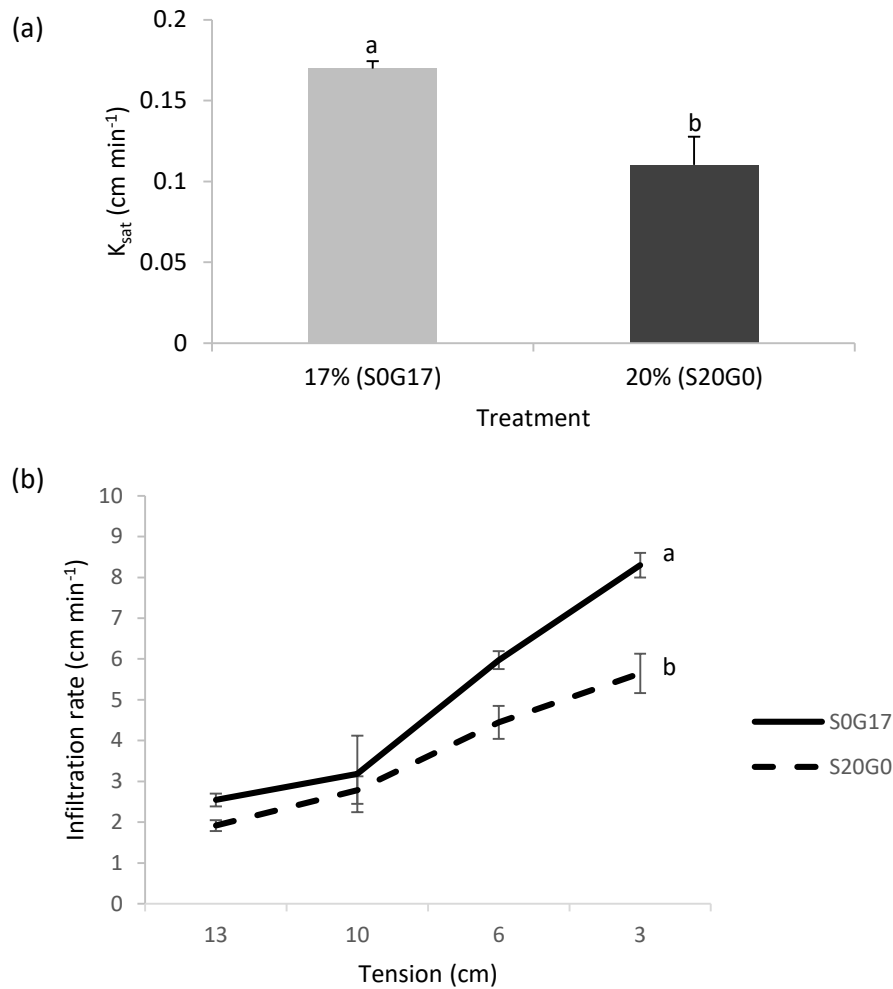 (a)
0.2
0.15
0.1
0.05
0
K_sat (cm min⁻¹)
a
b
17% (S0G17) 20% (S20G0)
Treatment
(b)
10
9
8
7
6
5
4
3
2
1
0
Infiltration rate (cm min⁻¹)
a
b
S0G17
S20G0
13 10 6 3
Tension (cm)